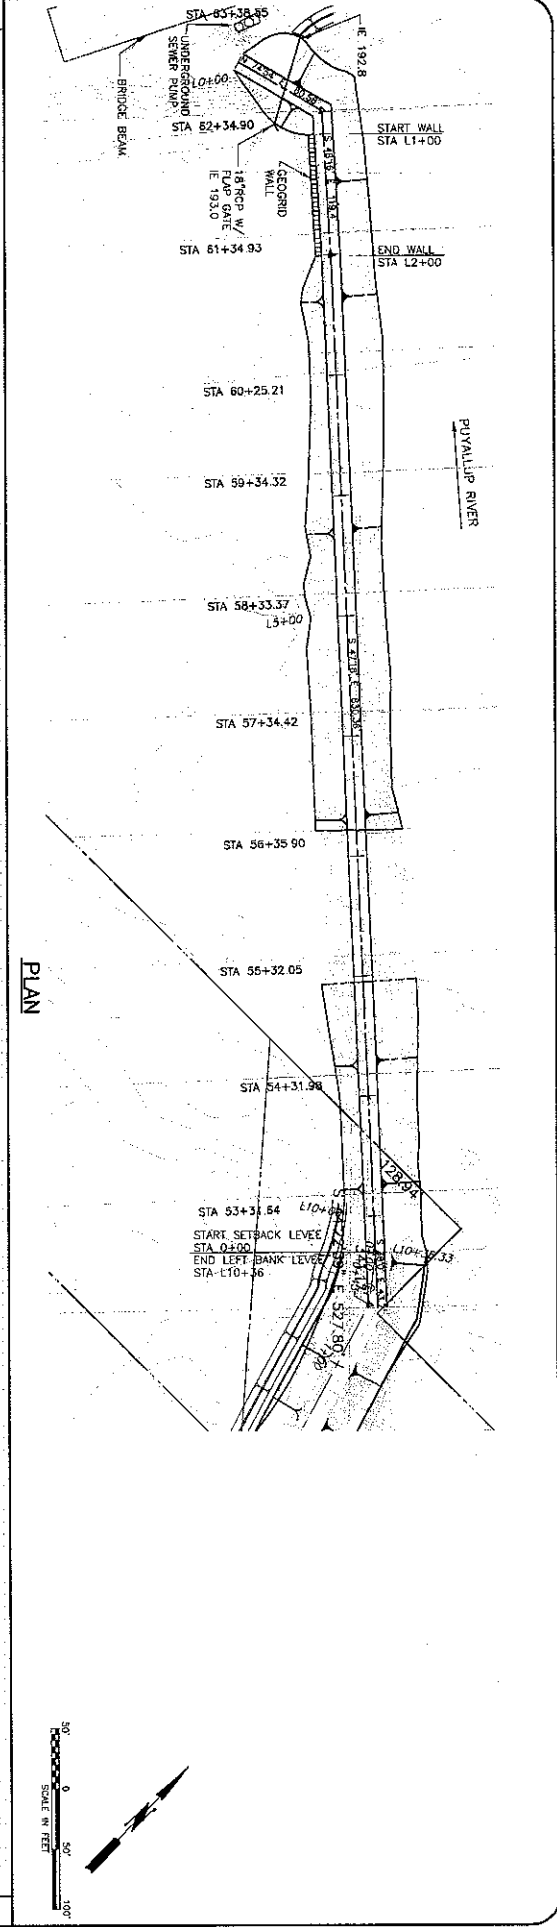 STA 63+38.55
IE 192.8
UNDERGROUND
SEWER PUMP
L0+00
BRIDGE BEAM
STA 62+34.90
START WALL
STA L1+00
18"RCP W/
FLAP GATE
IE 193.0
GEOGRID
WALL
STA 61+34.93
END WALL
STA L2+00
STA 60+25.21
PUYALLUP RIVER
STA 59+34.32
STA 58+33.37
L5+00
STA 57+34.42
STA 56+35.90
STA 55+32.05
PLAN
STA 54+31.98
128.94
STA 53+31.64
START SETBACK LEVEE
STA 0+00
END LEFT BANK LEVEE
STA L10+36
E 527.80'
50' 0 50' 100'
SCALE IN FEET